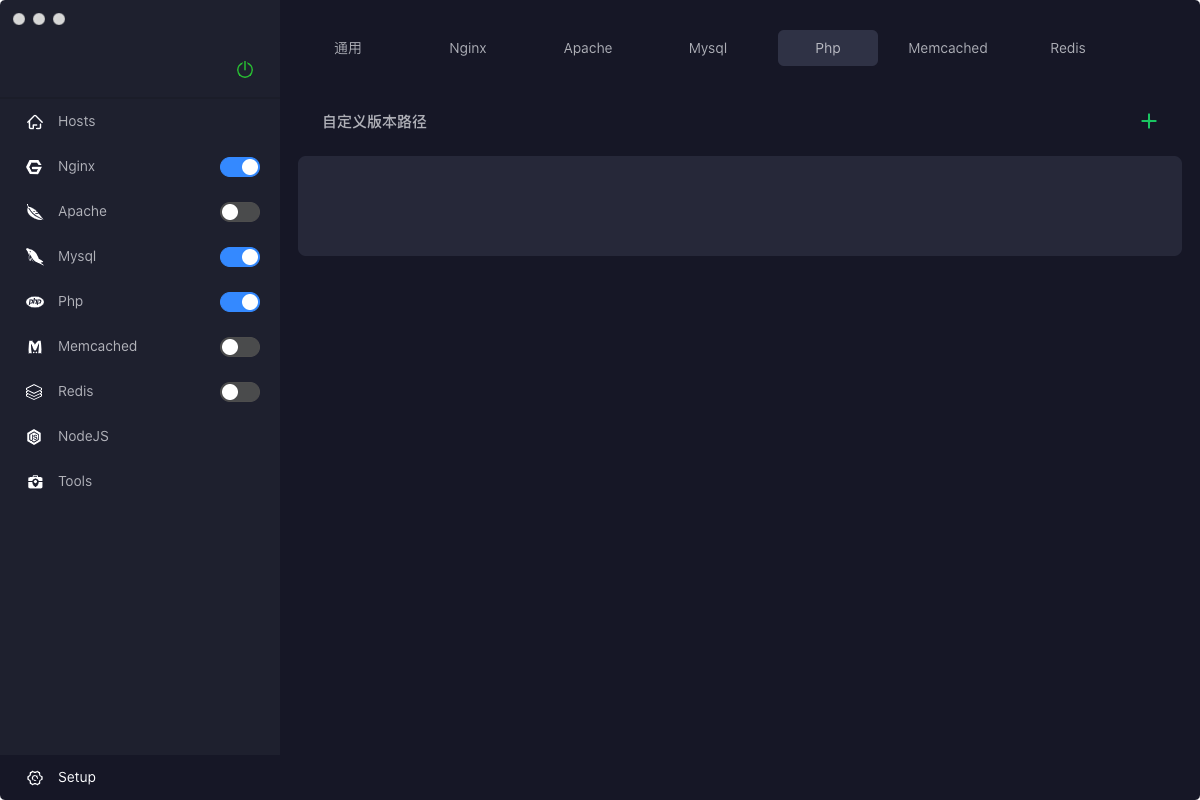 通用
Nginx
Apache
Mysql
Php
Memcached
Redis
Hosts
Nginx
Apache
Mysql
Php
Memcached
Redis
NodeJS
Tools
Setup
自定义版本路径